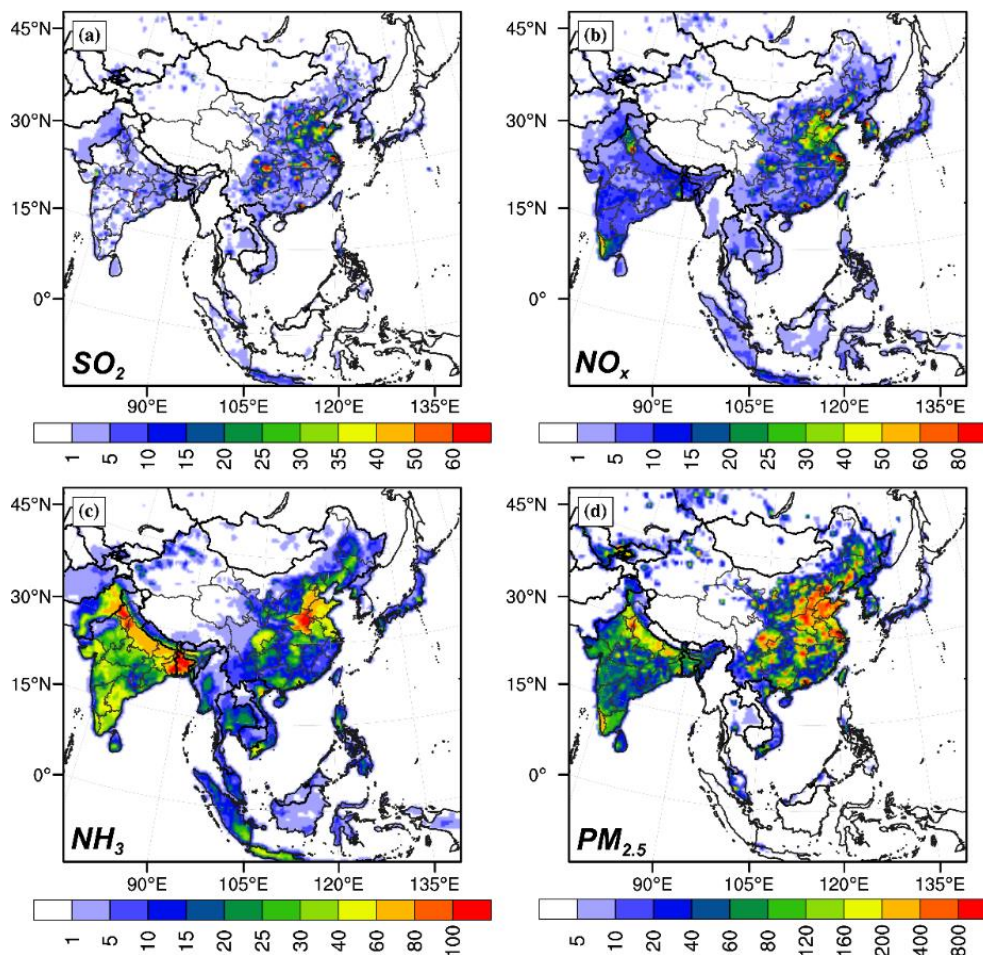 45°N (a) 45°N (b)
30°N 30°N
15°N 15°N
0° 0°
SO₂ NOₓ
90°E 105°E 120°E 135°E 90°E 105°E 120°E 135°E
1 5 10 15 20 25 30 35 40 50 60 1 5 10 15 20 25 30 40 50 60 80
45°N (c) 45°N (d)
30°N 30°N
15°N 15°N
0° 0°
NH₃ PM₂.₅
90°E 105°E 120°E 135°E 90°E 105°E 120°E 135°E
1 5 10 15 20 25 30 40 60 80 100 5 10 20 40 60 80 120 160 200 400 800